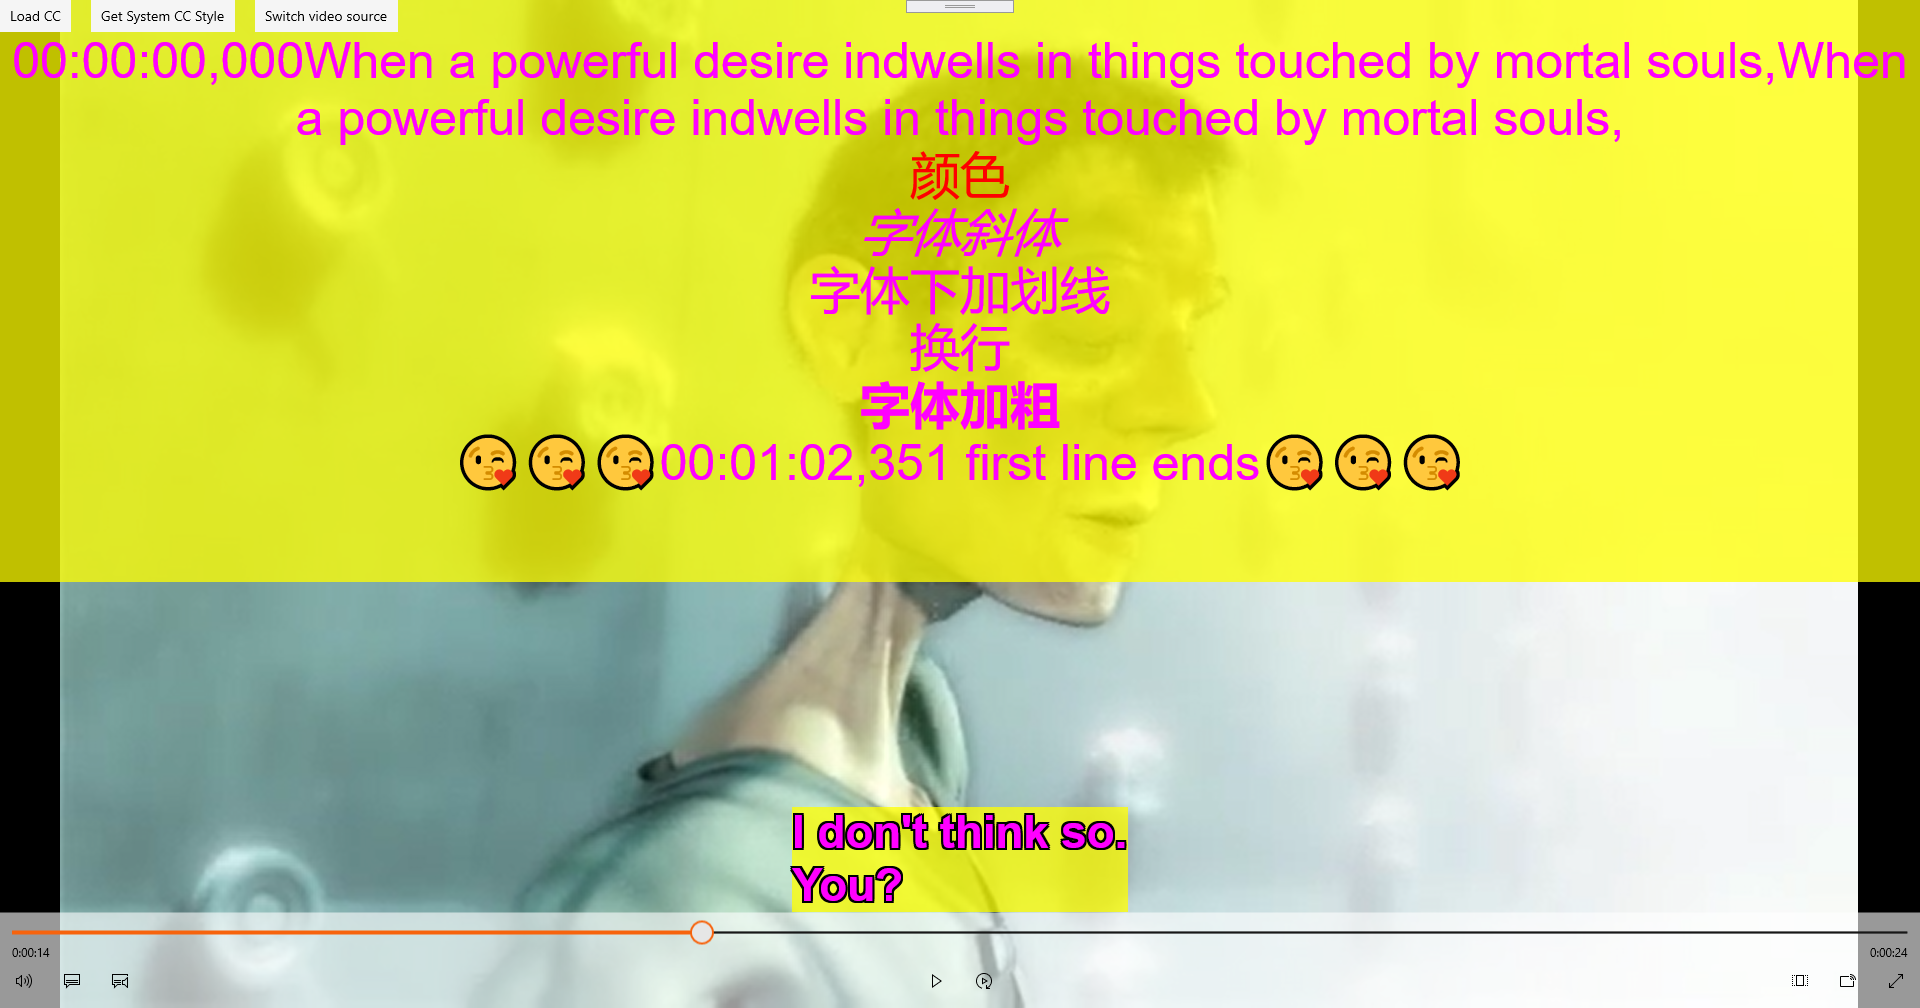 Load CC
Get System CC Style
Switch video source
00:00:00,000When a powerful desire indwells in things touched by mortal souls,When
a powerful desire indwells in things touched by mortal souls,
颜色
字体斜体
字体下加划线
换行
字体加粗
😘😘😘00:01:02,351 first line ends😘😘😘
I don't think so.
You?
0:00:14
0:00:24